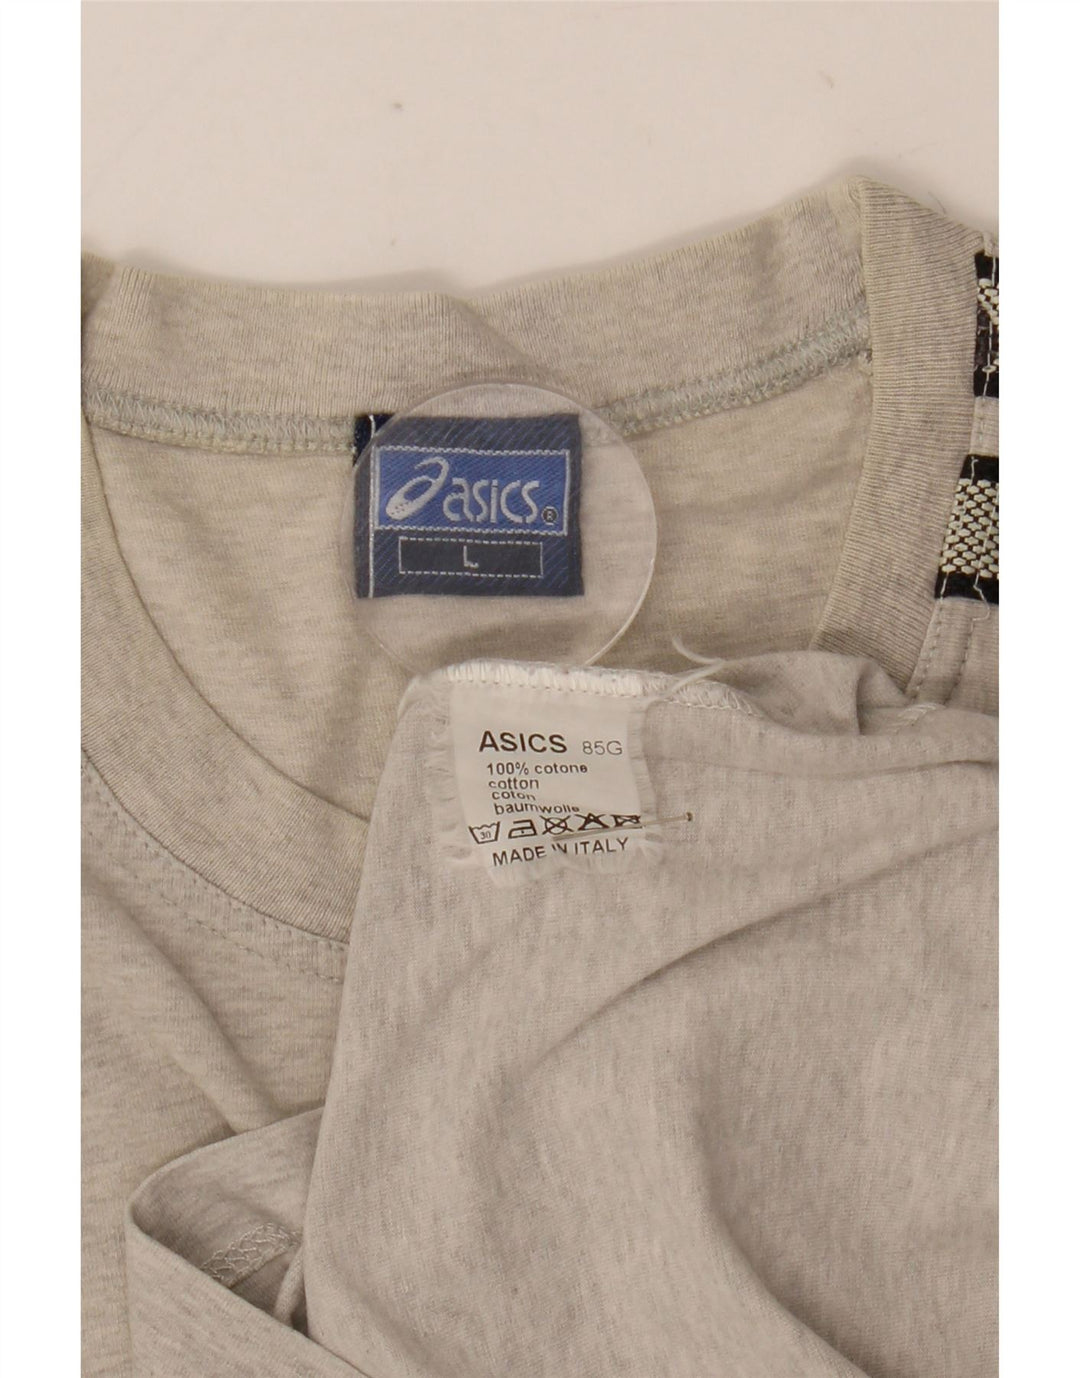 asics®
L
ASICS 85G
100% cotone
cotton
coton
baumwolle
30
MADE IN ITALY